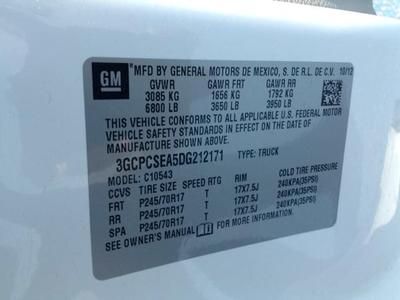 GM
*MFD BY GENERAL MOTORS DE MEXICO, S. DE R.L. DE C.V. 10/12
GVWR GAWR FRT GAWR RR
3085 KG 1656 KG 1792 KG
6800 LB 3650 LB 3950 LB
THIS VEHICLE CONFORMS TO ALL APPLICABLE U.S. FEDERAL MOTOR
VEHICLE SAFETY STANDARDS IN EFFECT ON THE DATE OF
MANUFACTURE SHOWN ABOVE.
3GCPCSEA5DG212171 TYPE: TRUCK
MODEL: C10543
CCVS TIRE SIZE SPEED RTG RIM COLD TIRE PRESSURE
FRT P245/70R17 T 17X7.5J 240KPA(35PSI)
RR P245/70R17 T 17X7.5J 240KPA(35PSI)
SPA P245/70R17 T 17X7.5J 240KPA(35PSI)
SEE OWNER'S MANUAL FOR MORE INFORMATION.